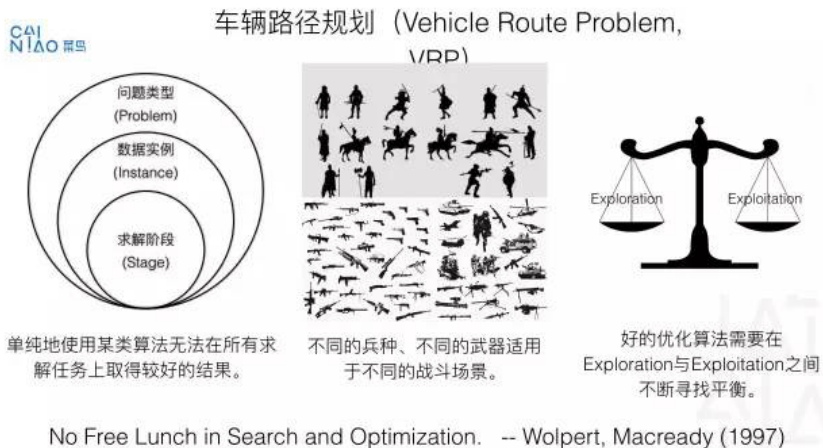 车辆路径规划（Vehicle Route Problem,
VRP）
CAI
NIAO 菜鸟
问题类型
(Problem)
数据实例
(Instance)
求解阶段
(Stage)
Exploration
Exploitation
单纯地使用某类算法无法在所有求
解任务上取得较好的结果。
不同的兵种、不同的武器适用
于不同的战斗场景。
好的优化算法需要在
Exploration与Exploitation之间
不断寻找平衡。
No Free Lunch in Search and Optimization. -- Wolpert, Macready (1997)